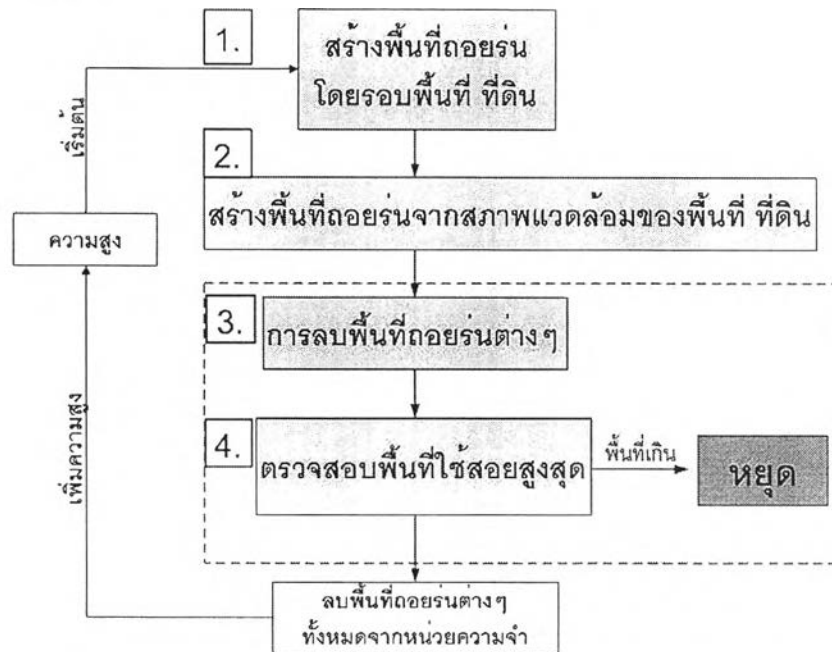 1.
สร้างพื้นที่ถอยร่น
โดยรอบพื้นที่ ที่ดิน
เริ่มต้น
2.
สร้างพื้นที่ถอยร่นจากสภาพแวดล้อมของพื้นที่ ที่ดิน
ความสูง
3.
การลบพื้นที่ถอยร่นต่างๆ
เพิ่มความสูง
4.
ตรวจสอบพื้นที่ใช้สอยสูงสุด
พื้นที่เกิน
หยุด
ลบพื้นที่ถอยร่นต่างๆ
ทั้งหมดจากหน่วยความจำ